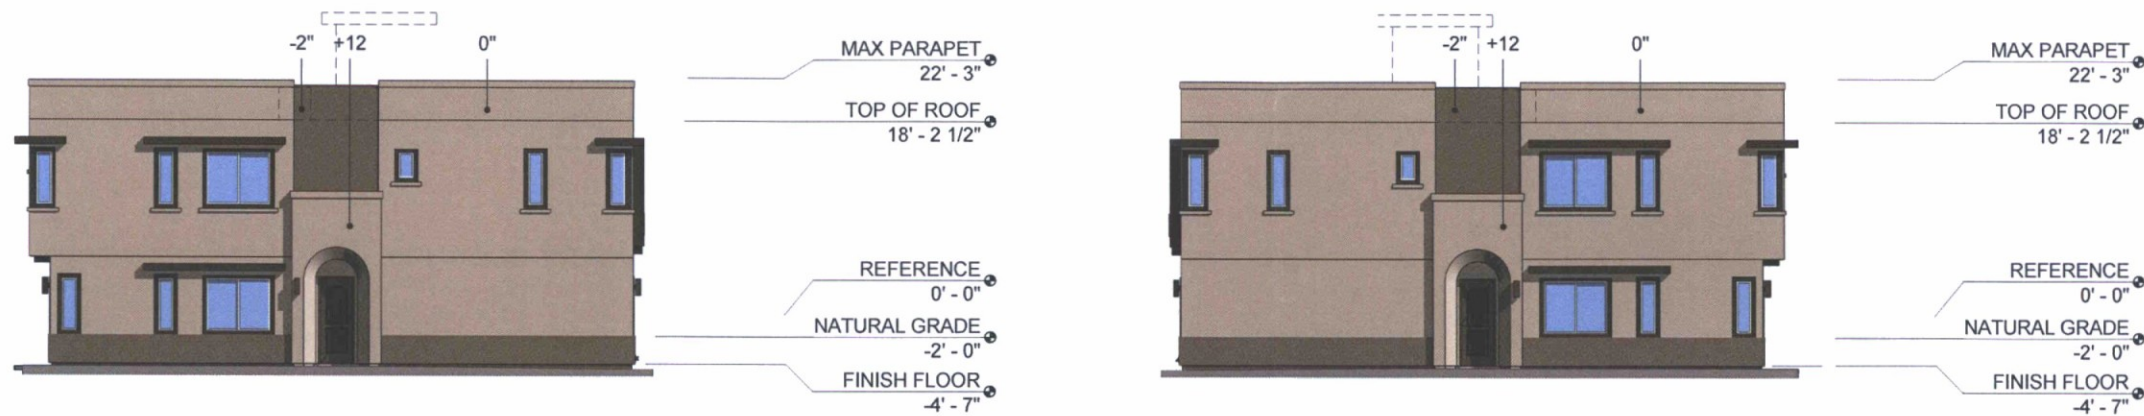 -2" +12 0"
MAX PARAPET
22' - 3"
TOP OF ROOF
18' - 2 1/2"
REFERENCE
0' - 0"
NATURAL GRADE
-2' - 0"
FINISH FLOOR
-4' - 7"
-2" +12 0"
MAX PARAPET
22' - 3"
TOP OF ROOF
18' - 2 1/2"
REFERENCE
0' - 0"
NATURAL GRADE
-2' - 0"
FINISH FLOOR
-4' - 7"